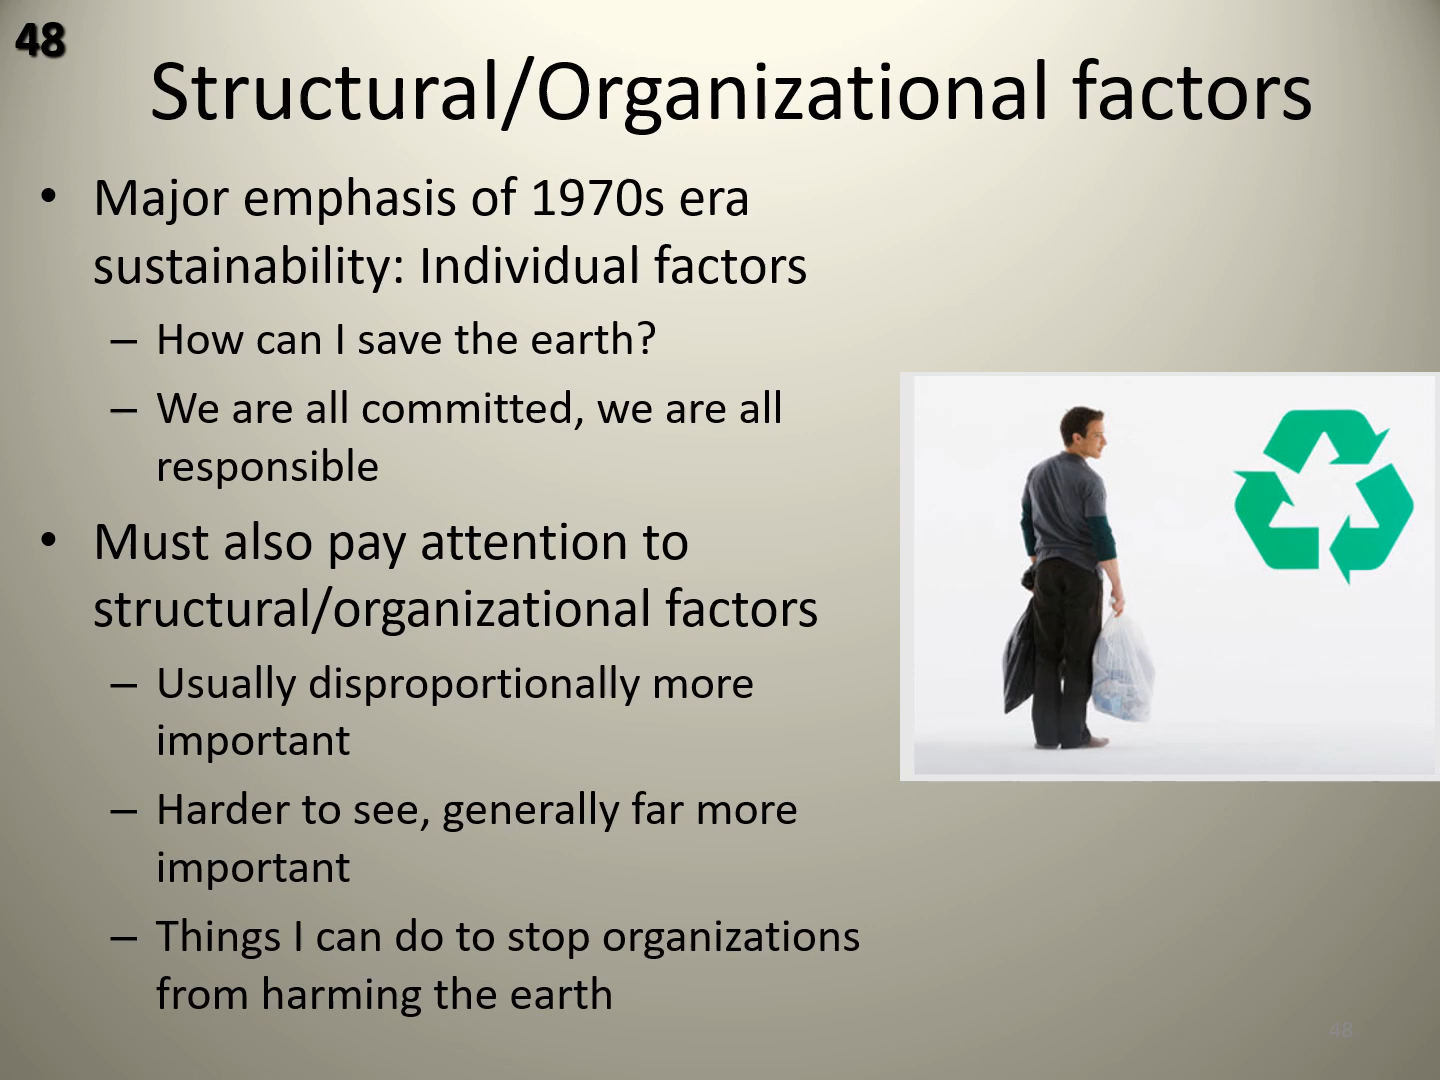 48
Structural/Organizational factors
• Major emphasis of 1970s era
sustainability: Individual factors
– How can I save the earth?
– We are all committed, we are all
responsible
• Must also pay attention to
structural/organizational factors
– Usually disproportionally more
important
– Harder to see, generally far more
important
– Things I can do to stop organizations
from harming the earth
48